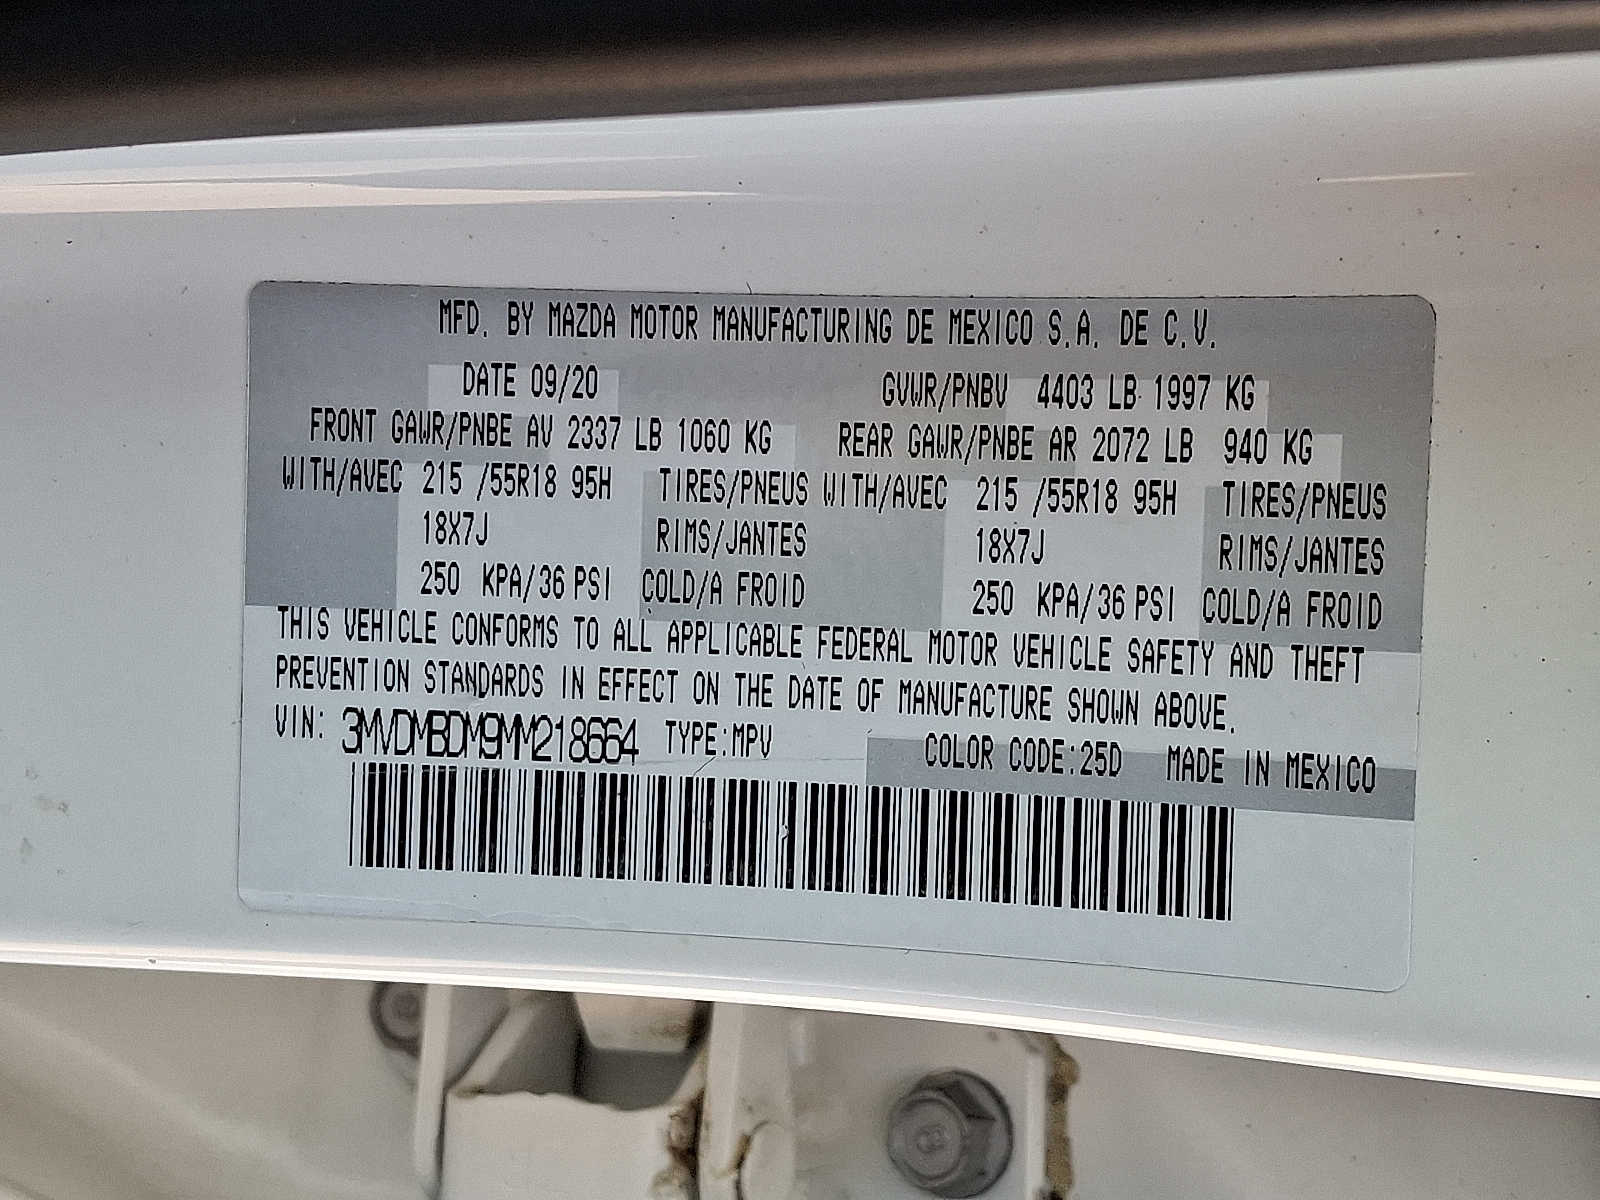 MFD. BY MAZDA MOTOR MANUFACTURING DE MEXICO S.A. DE C.V.
DATE 09/20 GVWR/PNBV 4403 LB 1997 KG
FRONT GAWR/PNBE AV 2337 LB 1060 KG REAR GAWR/PNBE AR 2072 LB 940 KG
WITH/AVEC 215 /55R18 95H TIRES/PNEUS WITH/AVEC 215 /55R18 95H TIRES/PNEUS
18X7J RIMS/JANTES 18X7J RIMS/JANTES
250 KPA/36 PSI COLD/A FROID 250 KPA/36 PSI COLD/A FROID
THIS VEHICLE CONFORMS TO ALL APPLICABLE FEDERAL MOTOR VEHICLE SAFETY AND THEFT
PREVENTION STANDARDS IN EFFECT ON THE DATE OF MANUFACTURE SHOWN ABOVE.
VIN: 3MVDMBDM9MM218664 TYPE:MPV COLOR CODE:25D MADE IN MEXICO